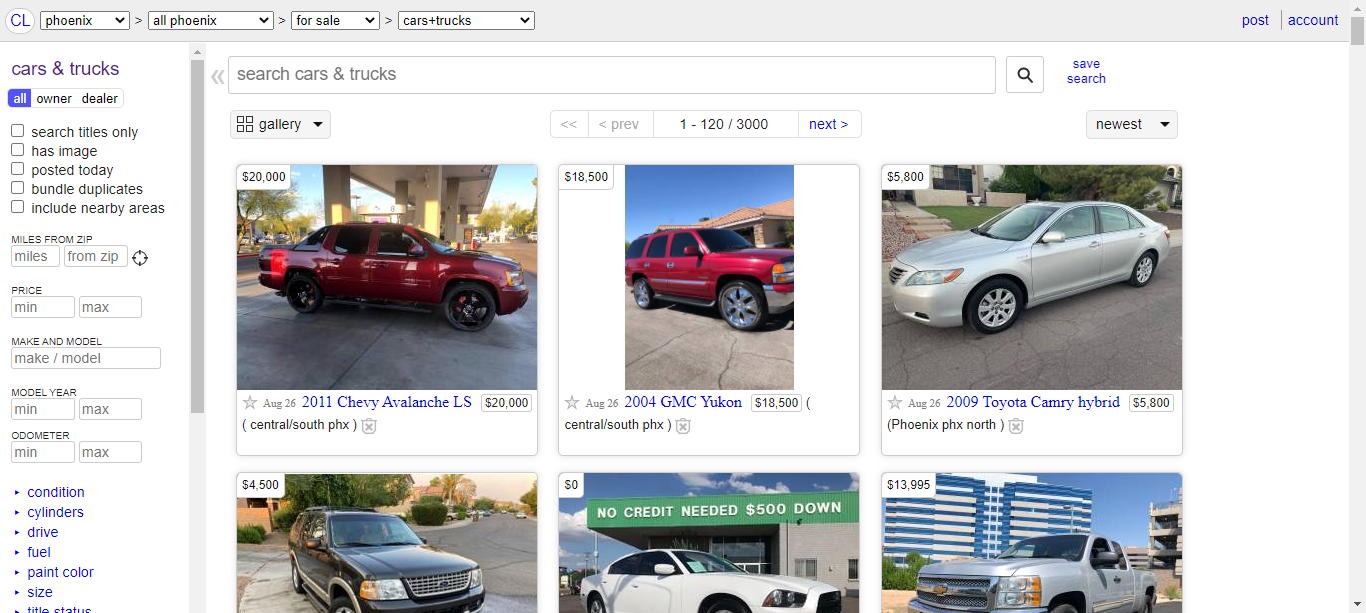 CL phoenix > all phoenix > for sale > cars+trucks post account
cars & trucks
all owner dealer
search titles only
has image
posted today
bundle duplicates
include nearby areas
MILES FROM ZIP
miles from zip
PRICE
min max
MAKE AND MODEL
make / model
MODEL YEAR
min max
ODOMETER
min max
condition
cylinders
drive
fuel
paint color
size
title status
« search cars & trucks
save
search
gallery << < prev 1 - 120 / 3000 next > newest
$20,000
Aug 26 2011 Chevy Avalanche LS $20,000
( central/south phx )
$18,500
Aug 26 2004 GMC Yukon $18,500 (
central/south phx )
$5,800
Aug 26 2009 Toyota Camry hybrid $5,800
(Phoenix phx north )
$4,500
$0
NO CREDIT NEEDED $500 DOWN
$13,995